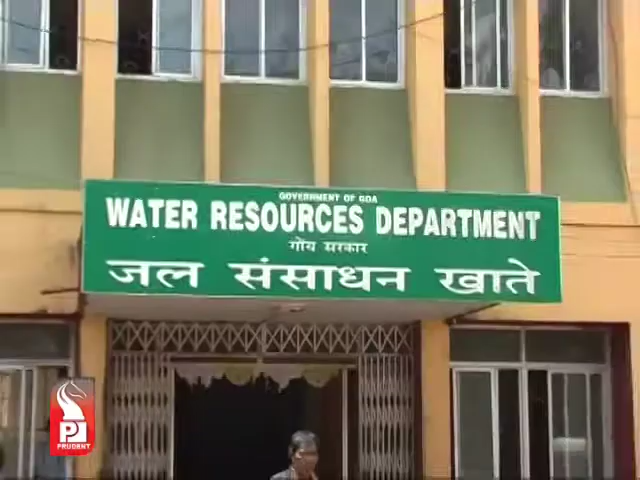 GOVERNMENT OF GOA
WATER RESOURCES DEPARTMENT
गोंय सरकार
जल संसाधन खाते
PRUDENT